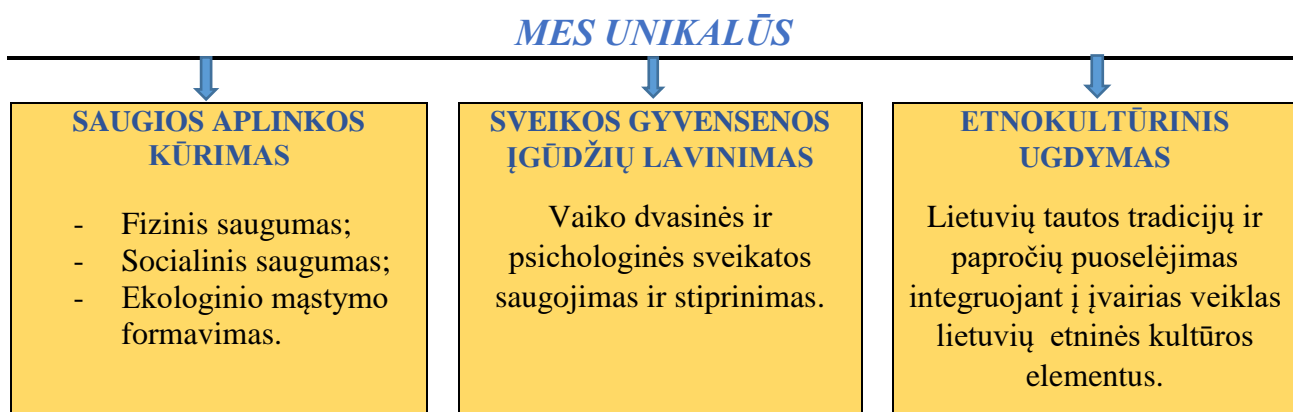 MES UNIKALŪS
SAUGIOS APLINKOS
KŪRIMAS
- Fizinis saugumas;
- Socialinis saugumas;
- Ekologinio mąstymo
formavimas.
SVEIKOS GYVENSENOS
ĮGŪDŽIŲ LAVINIMAS
Vaiko dvasinės ir
psichologinės sveikatos
saugojimas ir stiprinimas.
ETNOKULTŪRINIS
UGDYMAS
Lietuvių tautos tradicijų ir
papročių puoselėjimas
integruojant į įvairias veiklas
lietuvių etninės kultūros
elementus.